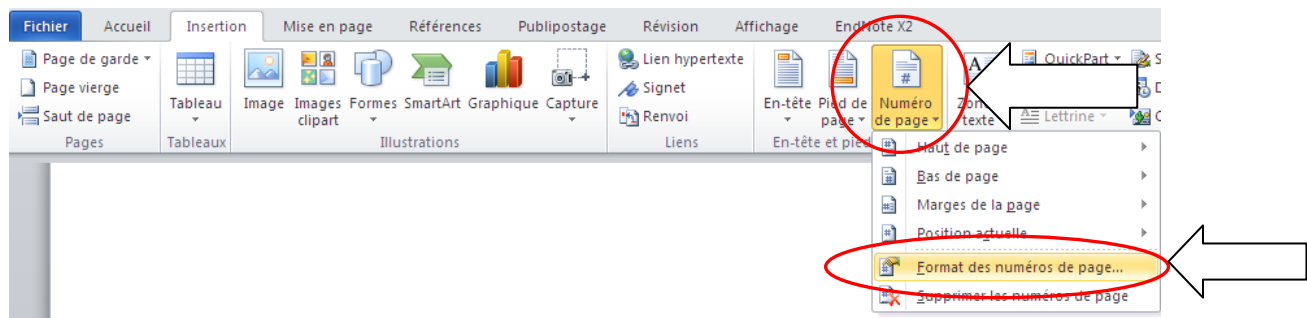 Fichier Accueil Insertion Mise en page Références Publipostage Révision Affichage EndNote X2
Page de garde
Page vierge
Saut de page
Pages
Tableau
Tableaux
Image
Images clipart
Formes
SmartArt
Graphique
Capture
Illustrations
Lien hypertexte
Signet
Renvoi
Liens
En-tête
Pied de page
Numéro de page
En-tête et pied
A
texte
QuickPart
Lettrine
Haut de page
Bas de page
Marges de la page
Position actuelle
Format des numéros de page...
Supprimer les numéros de page